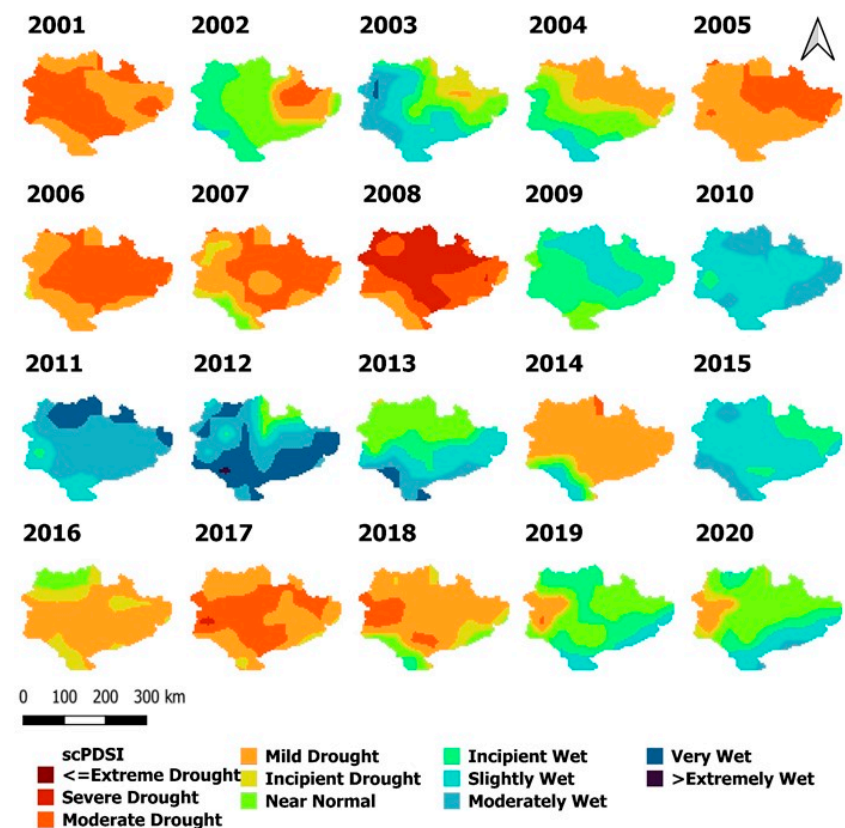 2001 2002 2003 2004 2005
2006 2007 2008 2009 2010
2011 2012 2013 2014 2015
2016 2017 2018 2019 2020
0 100 200 300 km
scPDSI Mild Drought Incipient Wet Very Wet
<=Extreme Drought Incipient Drought Slightly Wet >Extremely Wet
Severe Drought Near Normal Moderately Wet
Moderate Drought